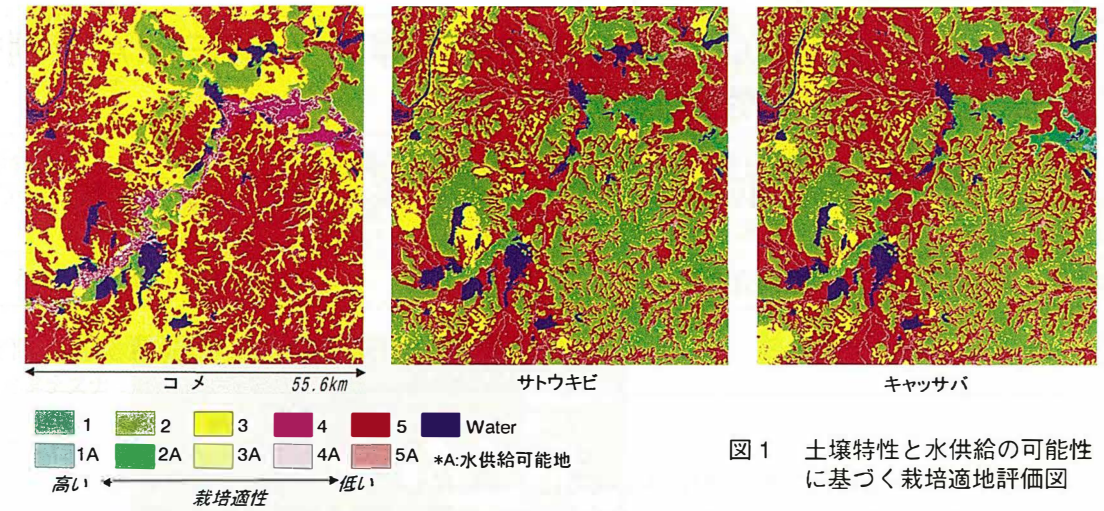 コメ 55.6km
サトウキビ
キャッサバ
1 2 3 4 5 Water
1A 2A 3A 4A 5A *A:水供給可能地
高い 低い
栽培適性
図1 土壌特性と水供給の可能性
に基づく栽培適地評価図